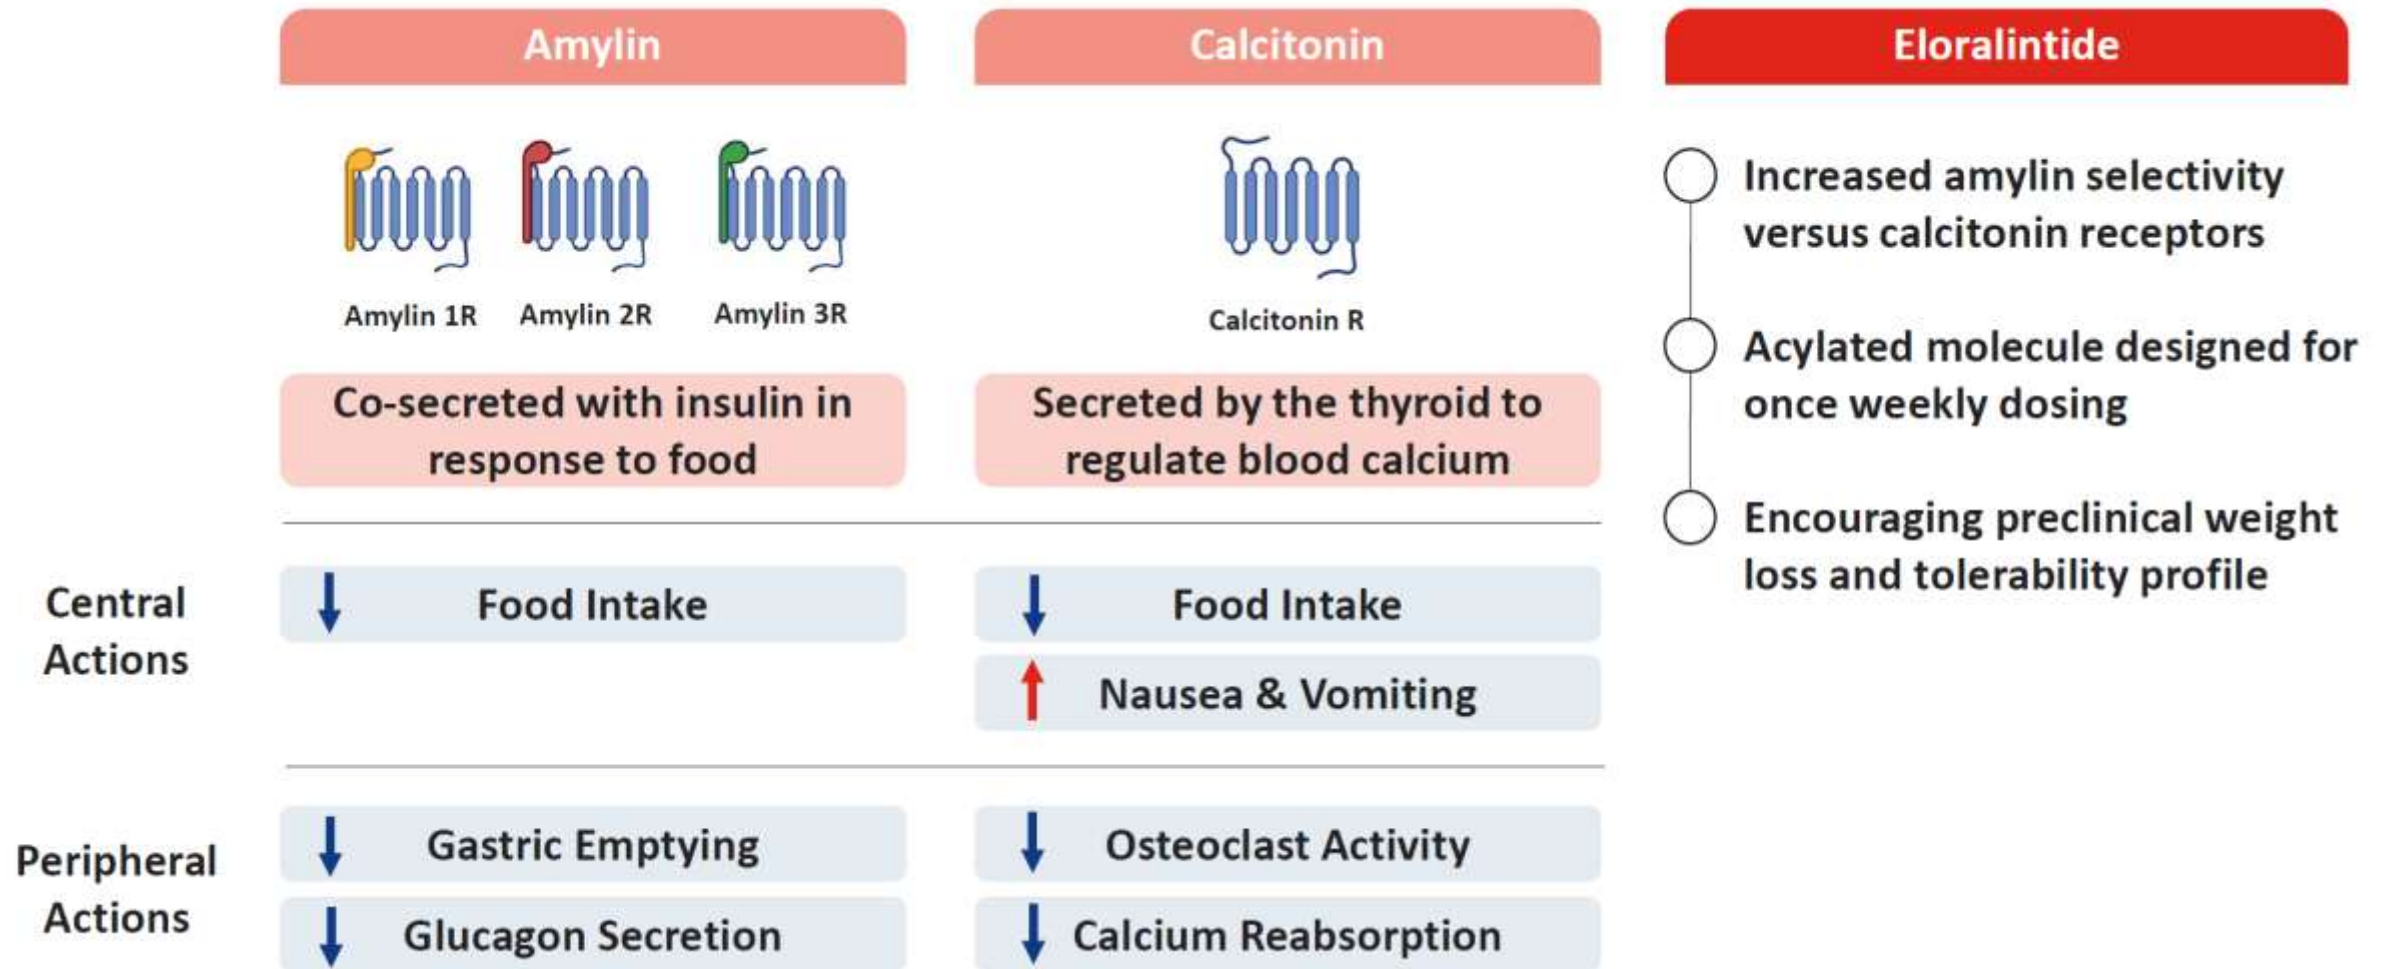 Amylin
Calcitonin
Eloralintide
Amylin 1R
Amylin 2R
Amylin 3R
Calcitonin R
Co-secreted with insulin in
response to food
Secreted by the thyroid to
regulate blood calcium
Increased amylin selectivity
versus calcitonin receptors
Acylated molecule designed for
once weekly dosing
Encouraging preclinical weight
loss and tolerability profile
Central
Actions
Food Intake
Food Intake
Nausea & Vomiting
Peripheral
Actions
Gastric Emptying
Osteoclast Activity
Glucagon Secretion
Calcium Reabsorption